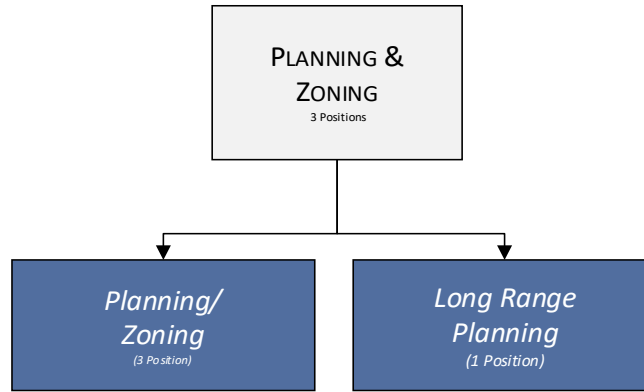 PLANNING &
ZONING
3 Positions
Planning/
Zoning
(3 Position)
Long Range
Planning
(1 Position)